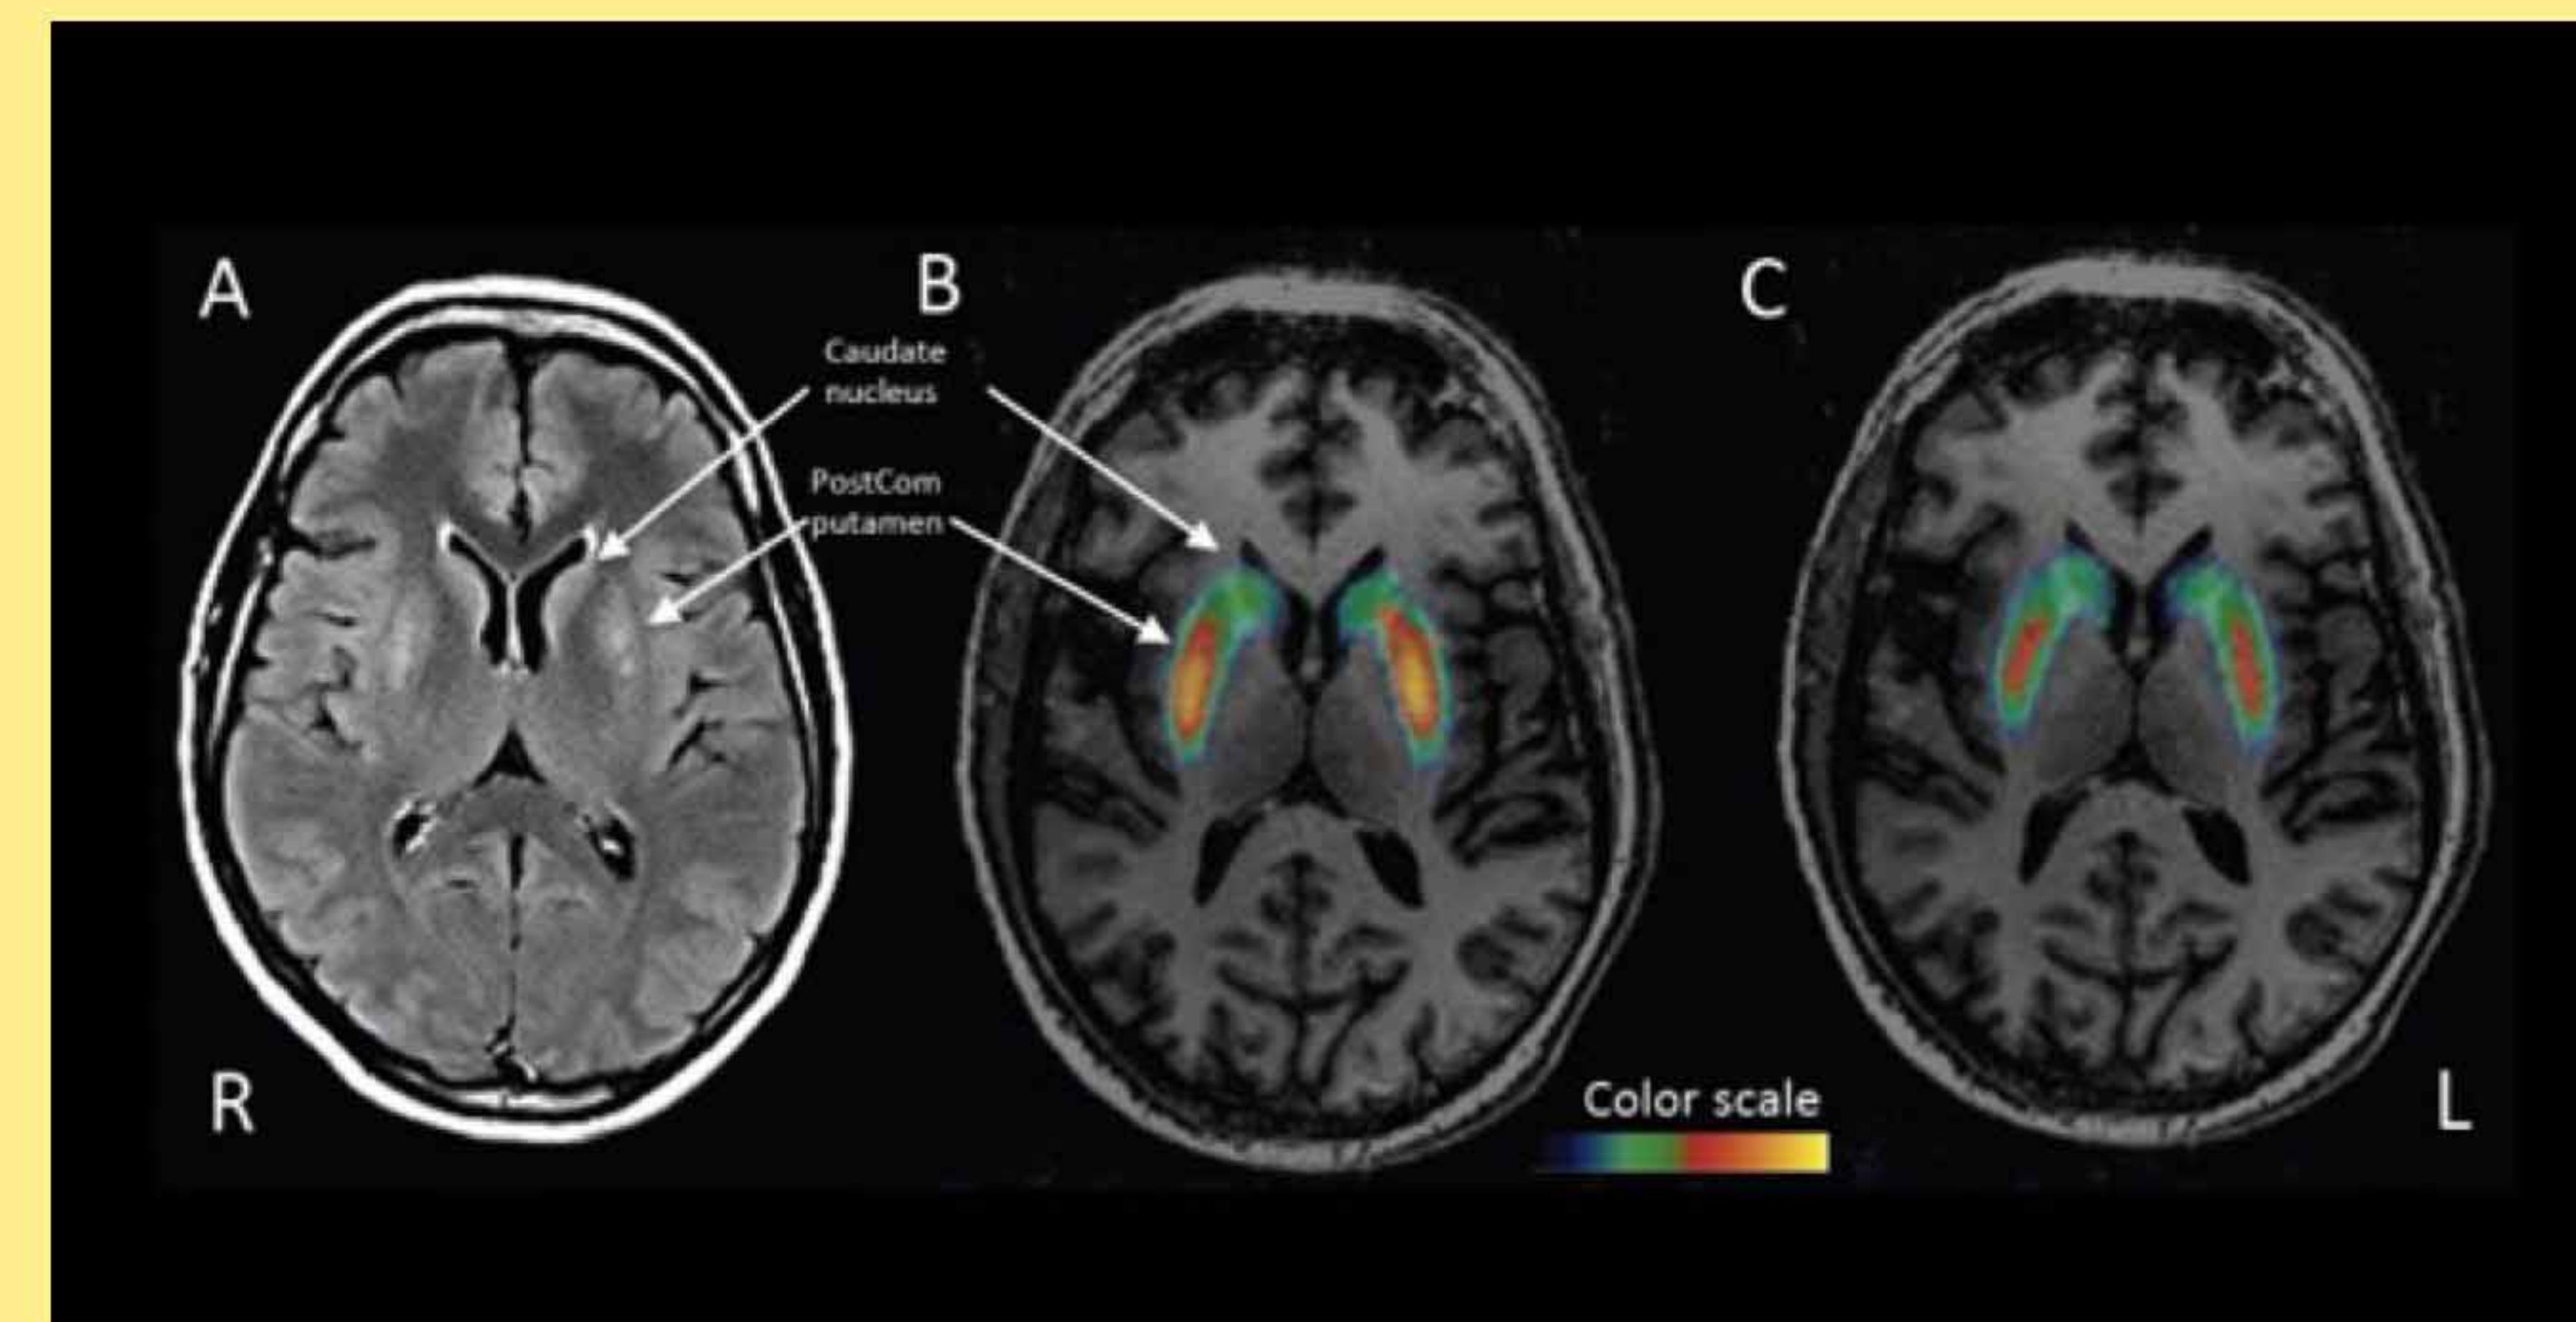 A
B
C
Caudate
nucleus
PostCom
putamen
Color scale
R
L